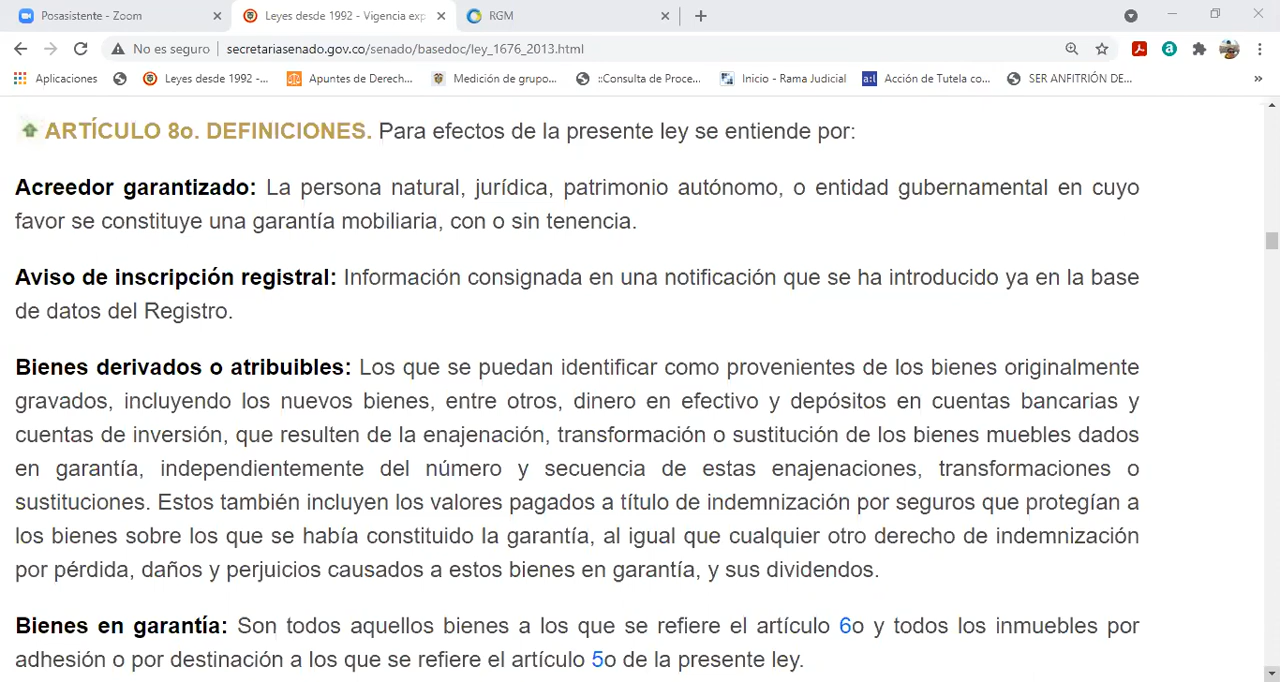 Posasistente - Zoom
Leyes desde 1992 - Vigencia exp
RGM
No es seguro
secretariasenado.gov.co/senado/basedoc/ley_1676_2013.html
Aplicaciones
Leyes desde 1992 -...
Apuntes de Derech...
Medición de grupo...
::Consulta de Proce...
Inicio - Rama Judicial
a:l
Acción de Tutela co...
SER ANFITRIÓN DE...
»
ARTÍCULO 8o. DEFINICIONES. Para efectos de la presente ley se entiende por:
Acreedor garantizado: La persona natural, jurídica, patrimonio autónomo, o entidad gubernamental en cuyo
favor se constituye una garantía mobiliaria, con o sin tenencia.
Aviso de inscripción registral: Información consignada en una notificación que se ha introducido ya en la base
de datos del Registro.
Bienes derivados o atribuibles: Los que se puedan identificar como provenientes de los bienes originalmente
gravados, incluyendo los nuevos bienes, entre otros, dinero en efectivo y depósitos en cuentas bancarias y
cuentas de inversión, que resulten de la enajenación, transformación o sustitución de los bienes muebles dados
en garantía, independientemente del número y secuencia de estas enajenaciones, transformaciones o
sustituciones. Estos también incluyen los valores pagados a título de indemnización por seguros que protegían a
los bienes sobre los que se había constituido la garantía, al igual que cualquier otro derecho de indemnización
por pérdida, daños y perjuicios causados a estos bienes en garantía, y sus dividendos.
Bienes en garantía: Son todos aquellos bienes a los que se refiere el artículo 6o y todos los inmuebles por
adhesión o por destinación a los que se refiere el artículo 5o de la presente ley.